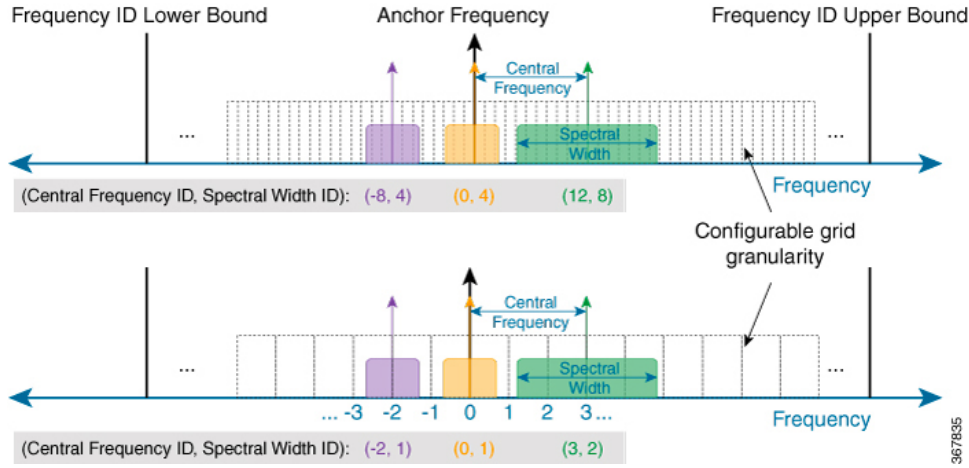 Frequency ID Lower Bound Anchor Frequency Frequency ID Upper Bound
Central
Frequency
... ...
Spectral
Width
Frequency
(Central Frequency ID, Spectral Width ID): (-8, 4) (0, 4) (12, 8)
Configurable grid
granularity
Central
Frequency
... ...
Spectral
Width
... -3 -2 -1 0 1 2 3...
Frequency
(Central Frequency ID, Spectral Width ID): (-2, 1) (0, 1) (3, 2)
367835